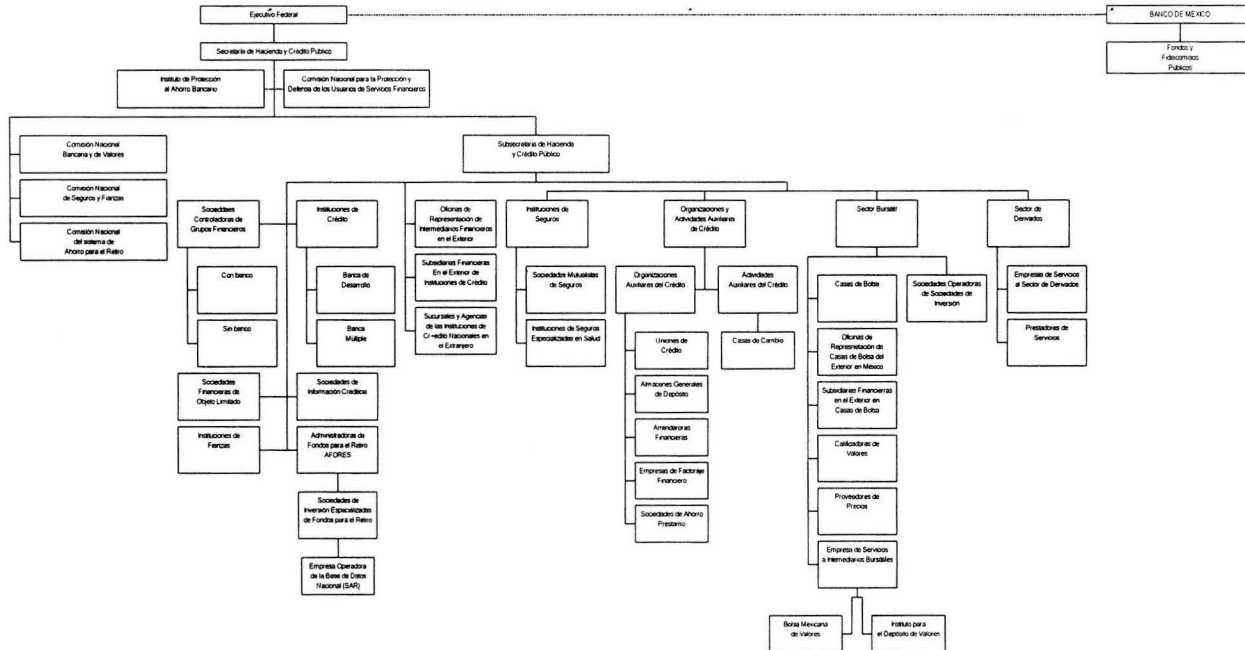 Ejecutivo Federal
BANCO DE MEXICO
Secretaría de Hacienda y Crédito Público
Fondos y
Fideicomisos
Públicos
Instituto de Protección
al Ahorro Bancario
Comisión Nacional para la Protección y
Defensa de los Usuarios de Servicios Financieros
Comisión Nacional
Bancaria y de Valores
Subsecretaría de Hacienda
y Crédito Público
Comisión Nacional
de Seguros y Fianzas
Comisión Nacional
del sistema de
Ahorro para el Retiro
Socieddaes
Controladoras de
Grupos Financieros
Instituciones de
Crédito
Oficinas de
Representación de
Intermediarios Financieros
en el Exterior
Instituciones de
Seguros
Organizaciones y
Actividades Auxiliares
de Crédito
Sector Bursátil
Sector de
Derivados
Con banco
Banca de
Desarrollo
Subsidiarias Financieras
En el Exterior de
Instituciones de Crédito
Sociedades Mutualistas
de Seguros
Organizaciones
Auxiliares del Crédito
Actividades
Auxiliares del Crédito
Casas de Bolsa
Sociedades Operadoras
de Sociedades de
Inversión
Empresas de Servicios
al Sector de Derivados
Sin banco
Banca
Múltiple
Sucursales y Agencias
de las Instituciones de
Crédito Nacionales en
el Extranjero
Instituciones de Seguros
Especializadas en Salud
Uniones de
Crédito
Casas de Cambio
Oficinas de
Represnetación de
Casas de Bolsa del
Exterior en México
Prestadores de
Servicios
Sociedades
Financieras de
Objeto Limitado
Sociedades de
Información Crediticia
Almacenes Generales
de Depósito
Subsidiarias Financierras
en el Exterior en
Casas de Bolsa
Instituciones de
Fianzas
Administradoras de
Fondos para el Retiro
AFORES
Arrendaroras
Financieras
Calificadoras de
Valores
Empresas de Factoraje
Financiero
Sociedades de
Inversión Espacializadas
de Fondos para el Retiro
Proveedores de
Precios
Sociedades de Ahorro
Prestamo
Empresa de Servicios
a Intermediarios Bursátiles
Empresa Operadora
de la Base de Datos
Nacional (SAR)
Bolsa Mexicana
de Valores
Instituto para
el Depósito de Valores